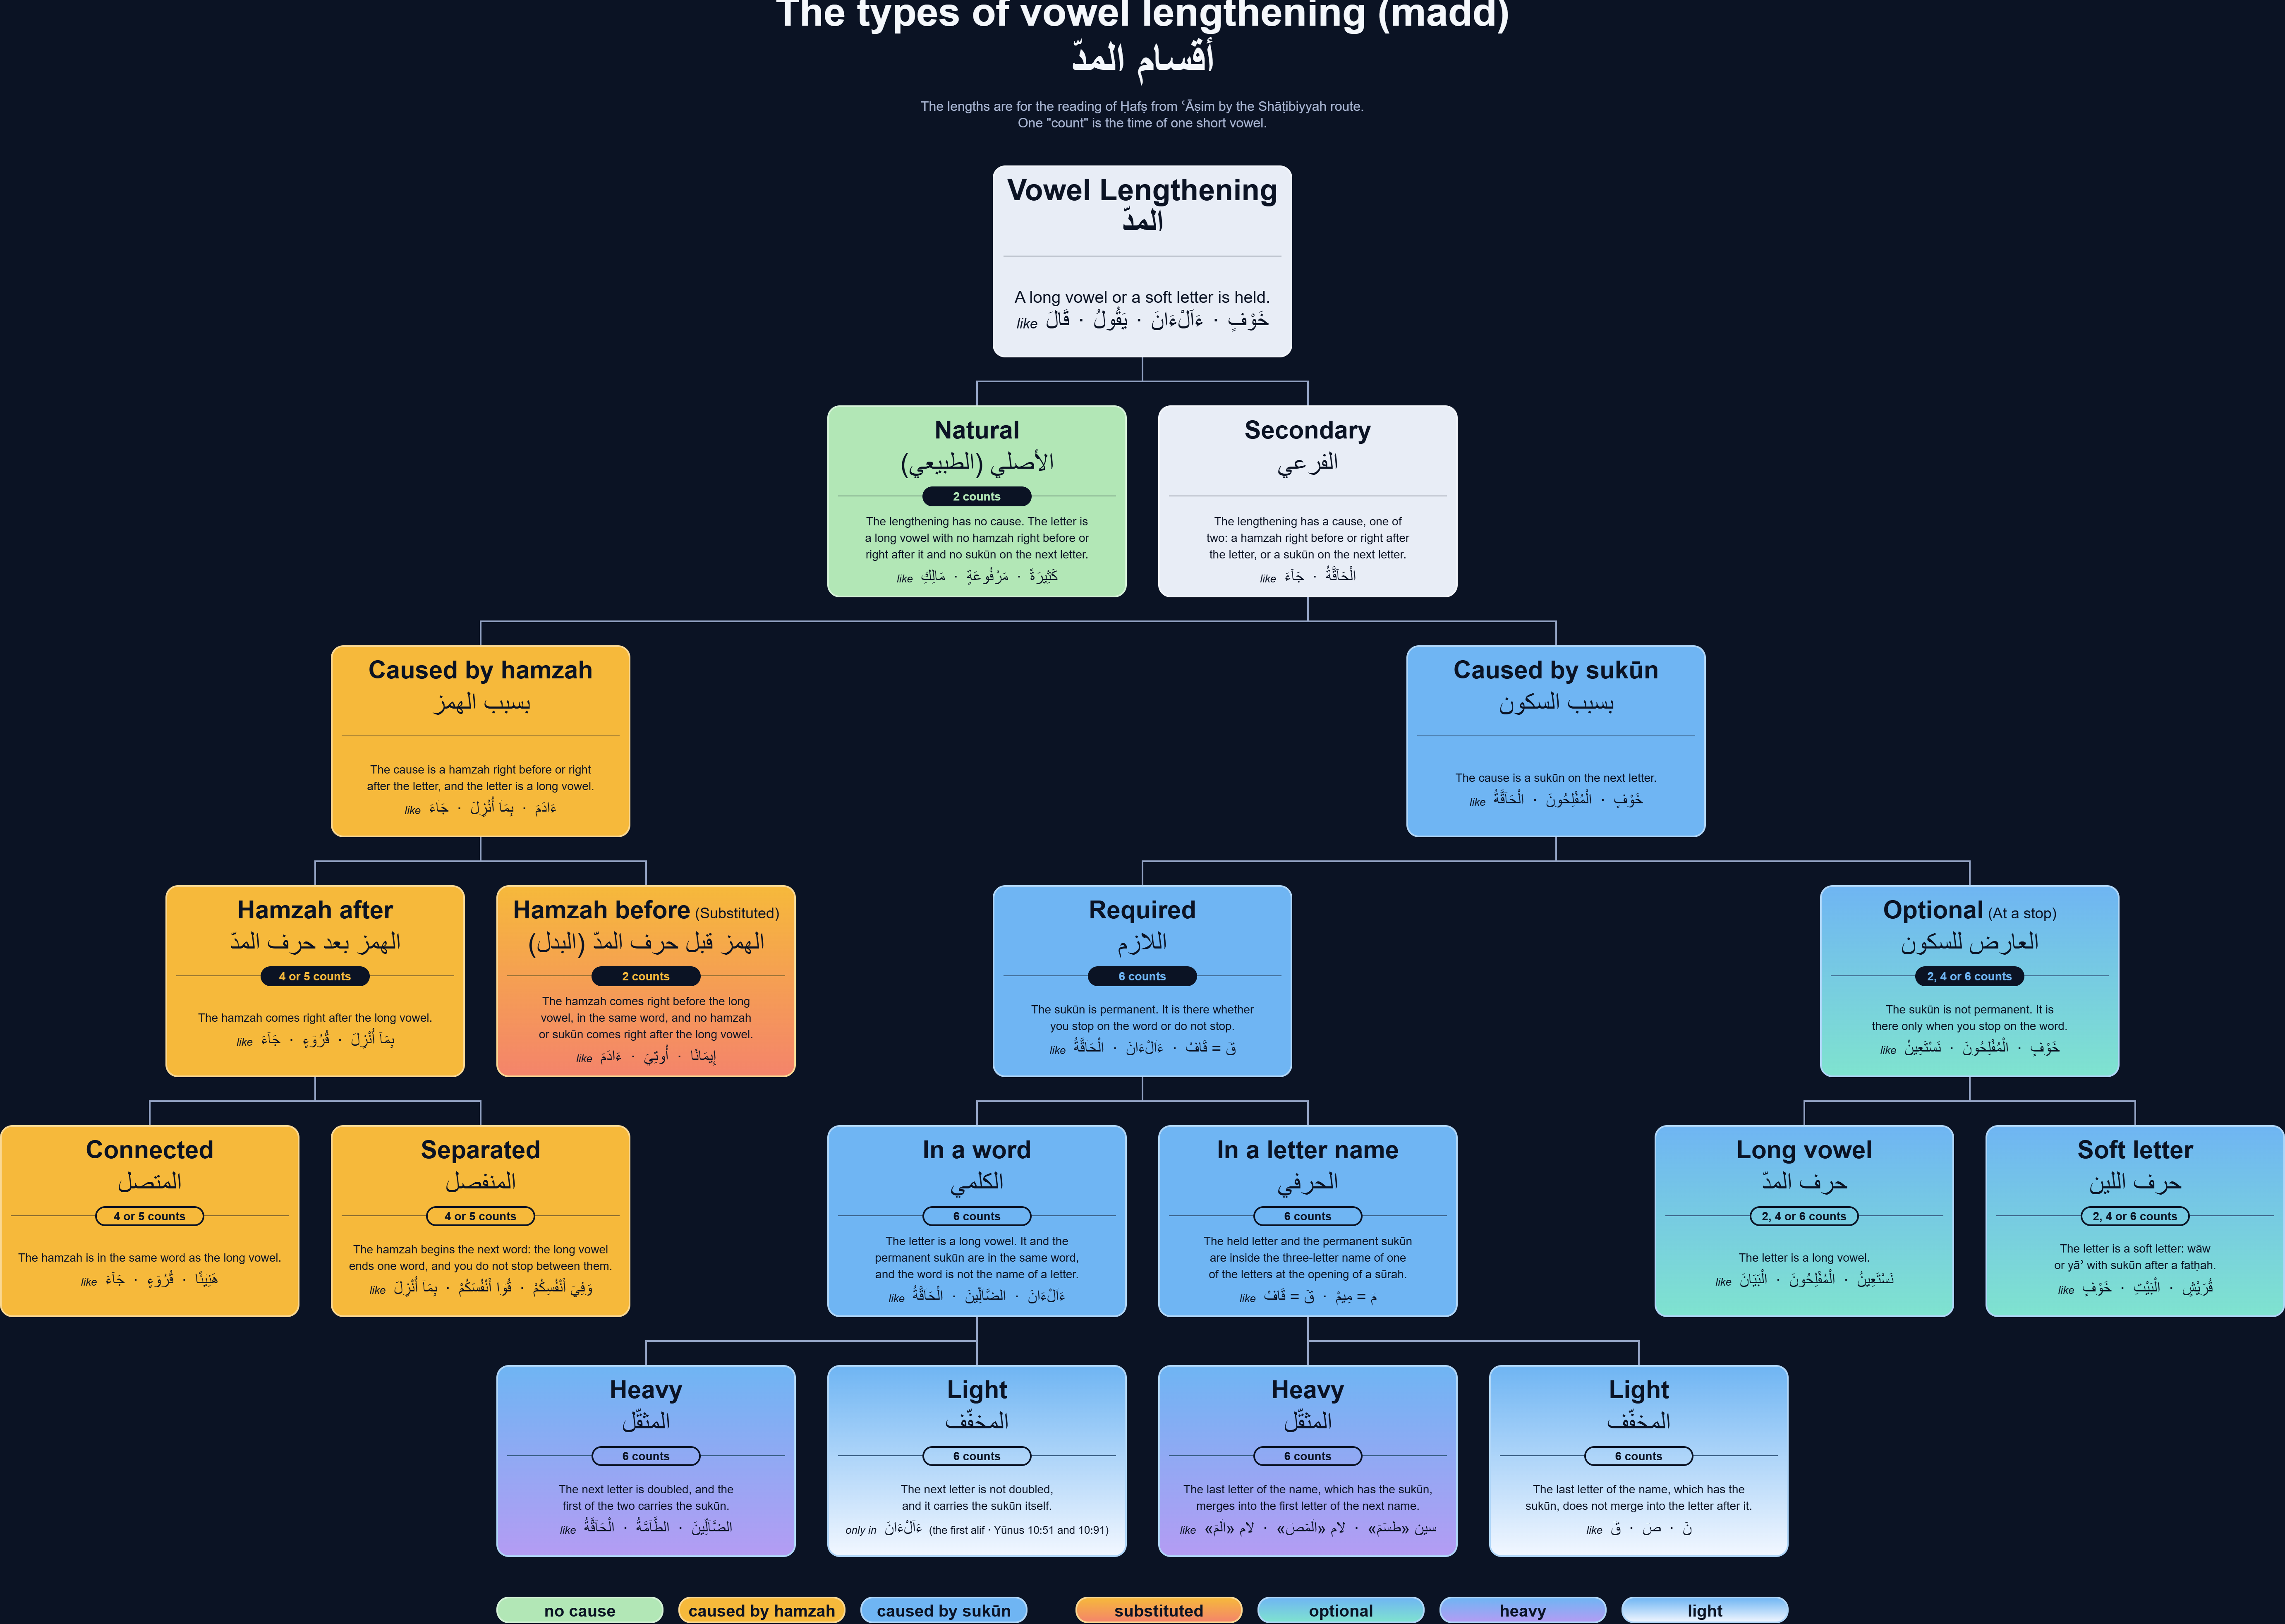 The types of vowel lengthening (madd)
أقسام المدّ
The lengths are for the reading of Ḥafṣ from ʿĀṣim by the Shāṭibiyyah route.
One "count" is the time of one short vowel.
Vowel Lengthening
المدّ
A long vowel or a soft letter is held.
like قَالَ · يَقُولُ · ءَآلْءَانَ · خَوْفٍ
Natural
الأصلي (الطبيعي)
2 counts
The lengthening has no cause. The letter is
a long vowel with no hamzah right before or
right after it and no sukūn on the next letter.
like مَالِكِ · مَرْفُوعَةٍ · كَثِيرَةً
Secondary
الفرعي
The lengthening has a cause, one of
two: a hamzah right before or right after
the letter, or a sukūn on the next letter.
like جَآءَ · الْحَآقَّةُ
Caused by hamzah
بسبب الهمز
The cause is a hamzah right before or right
after the letter, and the letter is a long vowel.
like جَآءَ · بِمَآ أُنْزِلَ · ءَادَمَ
Caused by sukūn
بسبب السكون
The cause is a sukūn on the next letter.
like الْحَآقَّةُ · الْمُفْلِحُونَ · خَوْفٍ
Hamzah after
الهمز بعد حرف المدّ
4 or 5 counts
The hamzah comes right after the long vowel.
like جَآءَ · قُرُوٓءٍ · بِمَآ أُنْزِلَ
Hamzah before (Substituted)
الهمز قبل حرف المدّ (البدل)
2 counts
The hamzah comes right before the long
vowel, in the same word, and no hamzah
or sukūn comes right after the long vowel.
like ءَادَمَ · أُوتِيَ · إِيمَانًا
Required
اللازم
6 counts
The sukūn is permanent. It is there whether
you stop on the word or do not stop.
like الْحَآقَّةُ · ءَآلْءَانَ · قٓ = قَافْ
Optional (At a stop)
العارض للسكون
2, 4 or 6 counts
The sukūn is not permanent. It is
there only when you stop on the word.
like نَسْتَعِينُ · الْمُفْلِحُونَ · خَوْفٍ
Connected
المتصل
4 or 5 counts
The hamzah is in the same word as the long vowel.
like جَآءَ · قُرُوٓءٍ · هَنِيٓـًٔا
Separated
المنفصل
4 or 5 counts
The hamzah begins the next word: the long vowel
ends one word, and you do not stop between them.
like بِمَآ أُنْزِلَ · قُوٓا أَنْفُسَكُمْ · وَفِيٓ أَنْفُسِكُمْ
In a word
الكلمي
6 counts
The letter is a long vowel. It and the
permanent sukūn are in the same word,
and the word is not the name of a letter.
like الْحَآقَّةُ · الضَّآلِّينَ · ءَآلْءَانَ
In a letter name
الحرفي
6 counts
The held letter and the permanent sukūn
are inside the three-letter name of one
of the letters at the opening of a sūrah.
like قٓ = قَافْ · مٓ = مِيمْ
Long vowel
حرف المدّ
2, 4 or 6 counts
The letter is a long vowel.
like الْبَيَانَ · الْمُفْلِحُونَ · نَسْتَعِينُ
Soft letter
حرف اللين
2, 4 or 6 counts
The letter is a soft letter: wāw
or yāʾ with sukūn after a fatḥah.
like خَوْفٍ · الْبَيْتِ · قُرَيْشٍ
Heavy
المثقّل
6 counts
The next letter is doubled, and the
first of the two carries the sukūn.
like الْحَآقَّةُ · الطَّآمَّةُ · الضَّآلِّينَ
Light
المخفّف
6 counts
The next letter is not doubled,
and it carries the sukūn itself.
only in ءَآلْءَانَ (the first alif · Yūnus 10:51 and 10:91)
Heavy
المثقّل
6 counts
The last letter of the name, which has the sukūn,
merges into the first letter of the next name.
like لام «الٓمٓ» · لام «الٓمٓصٓ» · سين «طسٓمٓ»
Light
المخفّف
6 counts
The last letter of the name, which has the
sukūn, does not merge into the letter after it.
like قٓ · صٓ · نٓ
no cause
caused by hamzah
caused by sukūn
substituted
optional
heavy
light